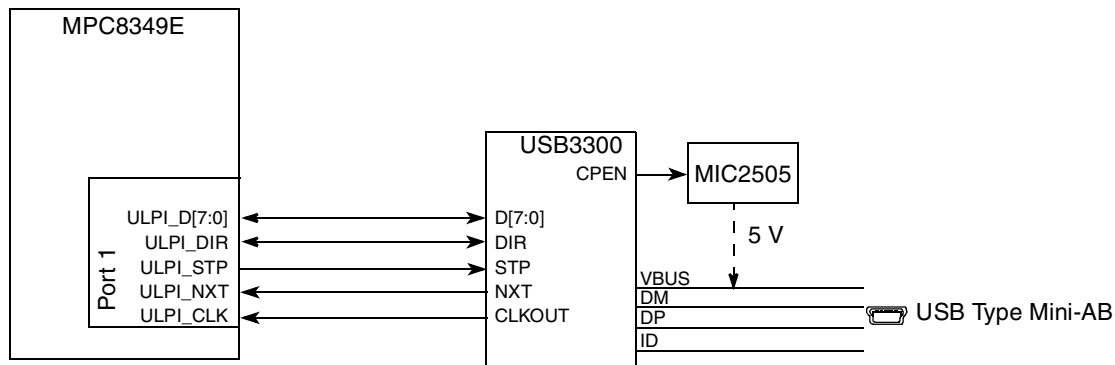 MPC8349E
USB3300
CPEN
MIC2505
5 V
Port 1
ULPI_D[7:0]
ULPI_DIR
ULPI_STP
ULPI_NXT
ULPI_CLK
D[7:0]
DIR
STP
NXT
CLKOUT
VBUS
DM
DP
ID
USB Type Mini-AB